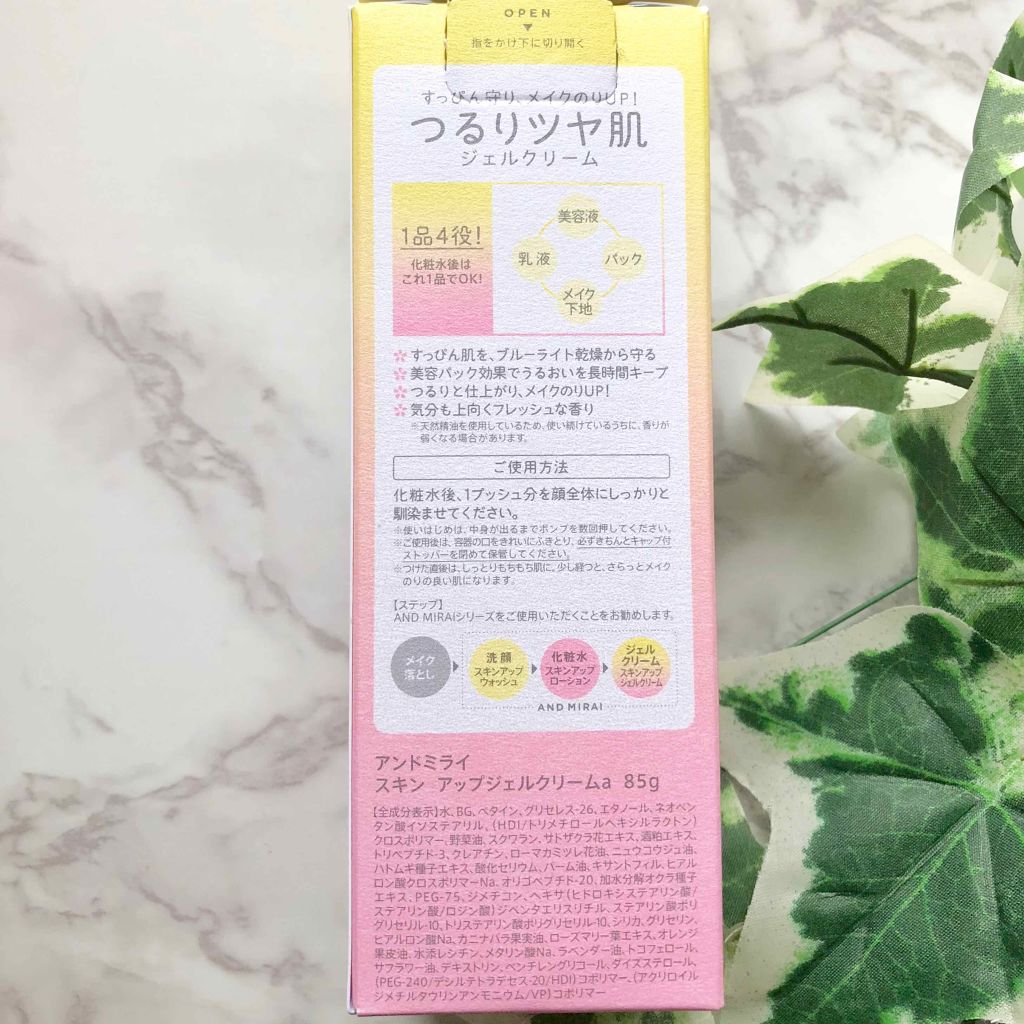 OPEN
▼
指をかけ下に切り開く
すっぴん守り、メイクのりUP!
つるりツヤ肌
ジェルクリーム
1品4役!
化粧水後は
これ1品でOK!
美容液
乳液
パック
メイク
下地
すっぴん肌を、ブルーライト乾燥から守る
美容パック効果でうるおいを長時間キープ
つるりと仕上がり、メイクのりUP!
気分も上向くフレッシュな香り
※天然精油を使用しているため、使い続けているうちに、香りが
弱くなる場合があります。
ご使用方法
化粧水後、1プッシュ分を顔全体にしっかりと
馴染ませてください。
※使いはじめは、中身が出るまでポンプを数回押してください。
※ご使用後は、容器の口をきれいにふきとり、必ずきちんとキャップ付
ストッパーを閉めて保管してください。
※つけた直後は、しっとりもちもち肌に。少し経つと、さらっとメイク
のりの良い肌になります。
【ステップ】
AND MIRAIシリーズをご使用いただくことをお勧めします。
メイク
落とし
洗顔
スキンアップ
ウォッシュ
化粧水
スキンアップ
ローション
ジェル
クリーム
スキンアップ
ジェルクリーム
AND MIRAI
アンドミライ
スキン アップジェルクリームa 85g
【全成分表示】水、BG、ベタイン、グリセレス-26、エタノール、ネオペン
タン酸イソステアリル、(HDI/トリメチロールヘキシルラクトン)
クロスポリマー、野菜油、スクワラン、サトザクラ花エキス、酒粕エキス、
トリペプチド-3、クレアチン、ローマカミツレ花油、ニュウコウジュ油、
ハトムギ種子エキス、酸化セリウム、パーム油、キサントフィル、ヒアル
ロン酸クロスポリマーNa、オリゴペプチド-20、加水分解オクラ種子
エキス、PEG-75、ジメチコン、ヘキサ(ヒドロキシステアリン酸/
ステアリン酸/ロジン酸)ジペンタエリスリチル、ステアリン酸ポリ
グリセリル-10、トリステアリン酸ポリグリセリル-10、シリカ、グリセリン、
ヒアルロン酸Na、カニナバラ果実油、ローズマリー葉エキス、オレンジ
果皮油、水添レシチン、メタリン酸Na、ラベンダー油、トコフェロール、
サフラワー油、デキストリン、ペンチレングリコール、ダイズステロール、
(PEG-240/デシルテトラデセス-20/HDI)コポリマー、(アクリロイル
ジメチルタウリンアンモニウム/VP)コポリマー